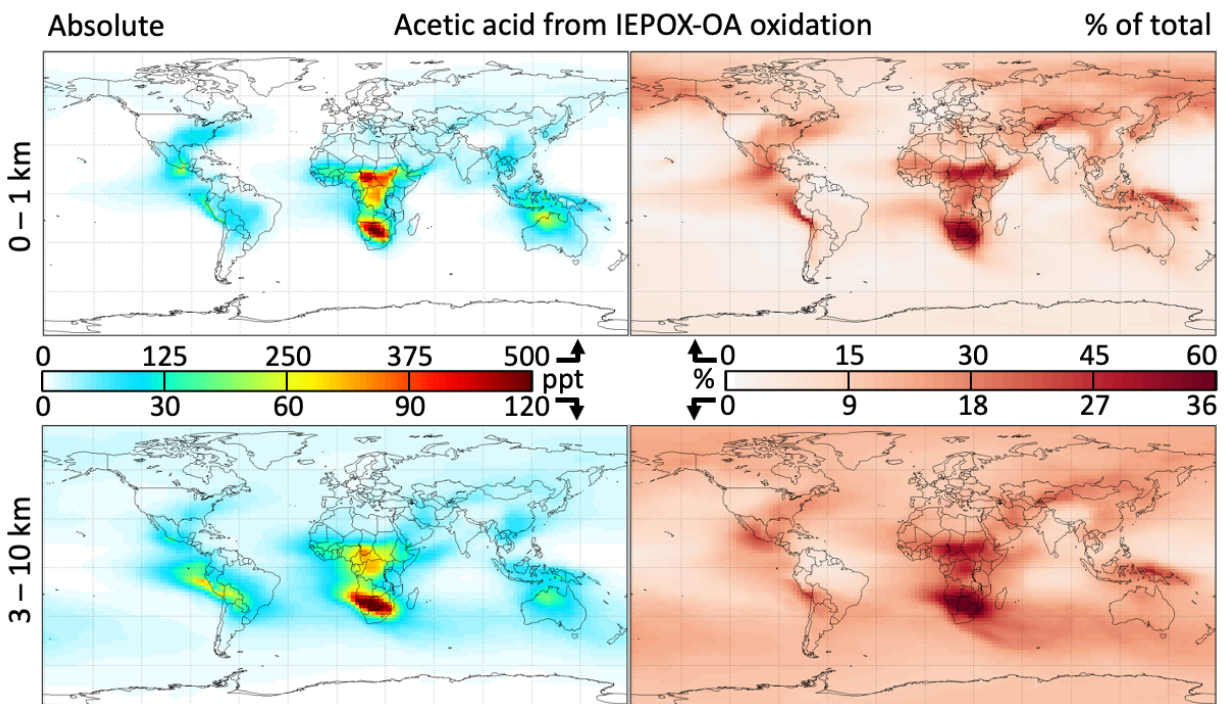 Absolute Acetic acid from IEPOX-OA oxidation % of total
0 – 1 km
0 125 250 375 500 0 15 30 45 60
ppt %
0 30 60 90 120 0 9 18 27 36
3 – 10 km